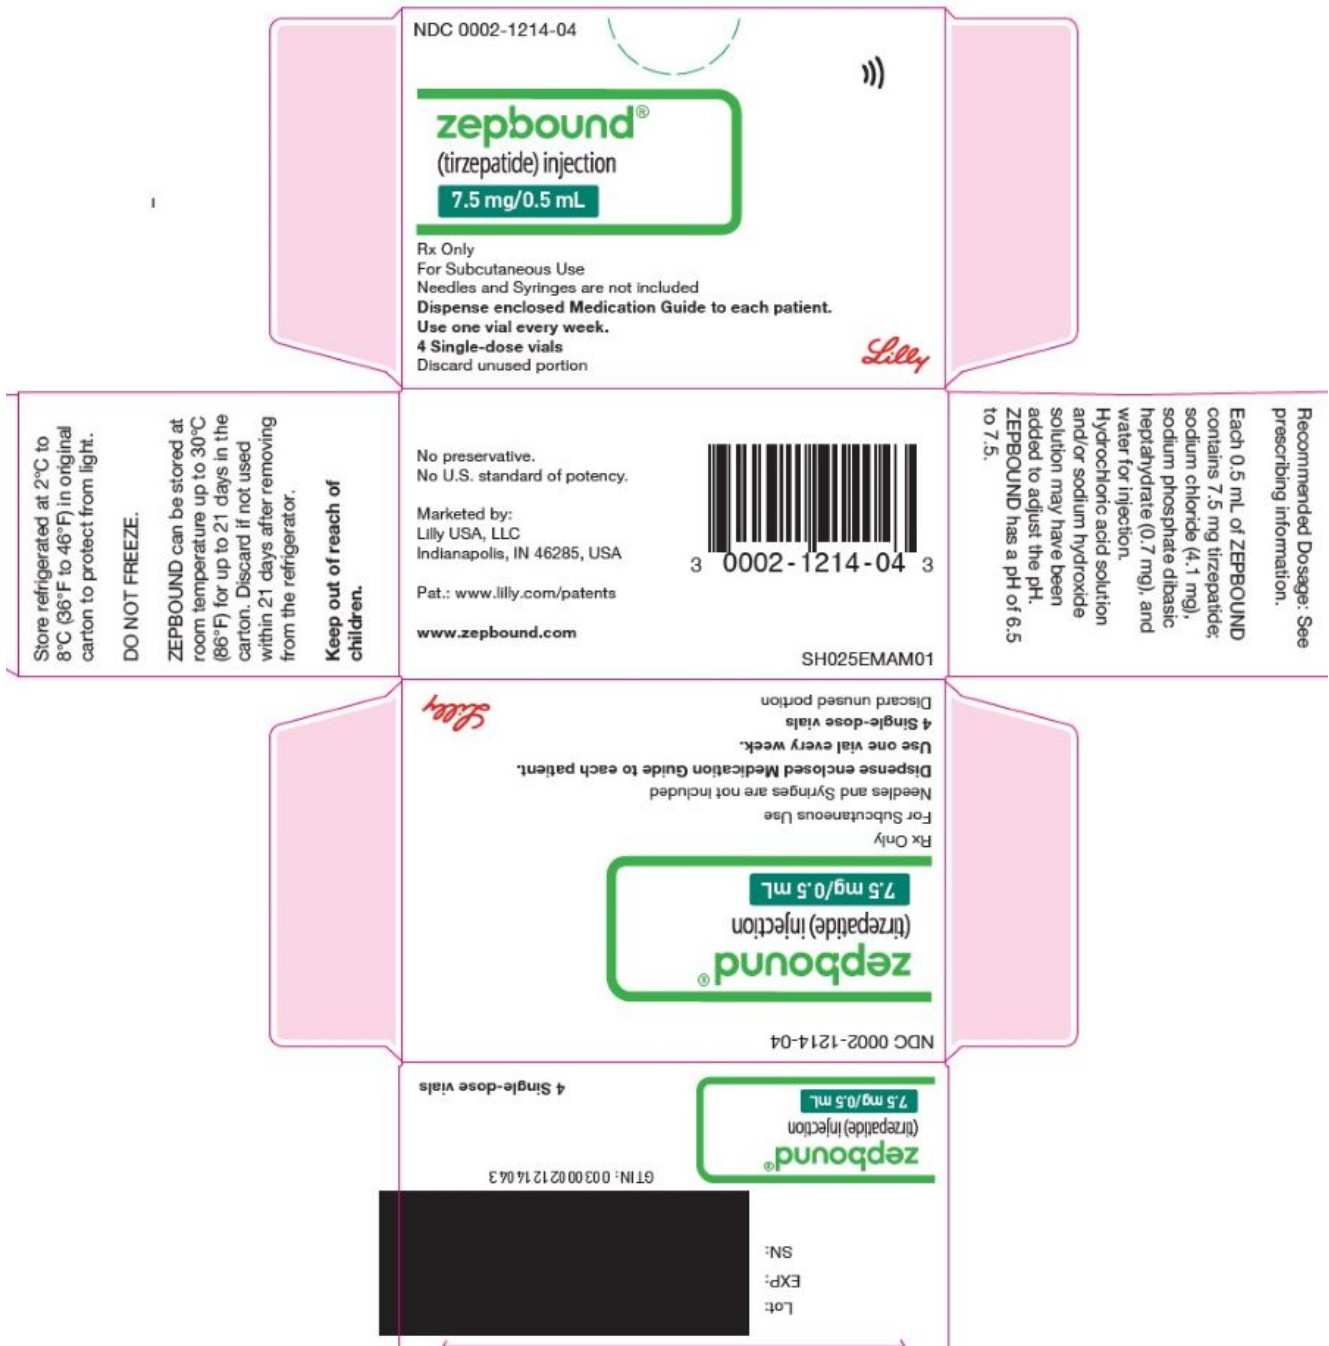 NDC 0002-1214-04
zepbound®
(tirzepatide) injection
7.5 mg/0.5 mL
Rx Only
For Subcutaneous Use
Needles and Syringes are not included
Dispense enclosed Medication Guide to each patient.
Use one vial every week.
4 Single-dose vials
Discard unused portion
Lilly
Store refrigerated at 2°C to
8°C (36°F to 46°F) in original
carton to protect from light.
DO NOT FREEZE.
ZEPBOUND can be stored at
room temperature up to 30°C
(86°F) for up to 21 days in the
carton. Discard if not used
within 21 days after removing
from the refrigerator.
Keep out of reach of
children.
No preservative.
No U.S. standard of potency.
Marketed by:
Lilly USA, LLC
Indianapolis, IN 46285, USA
Pat.: www.lilly.com/patents
www.zepbound.com
3 0002-1214-04 3
SH025EMAM01
Recommended Dosage: See
prescribing information.
Each 0.5 mL of ZEPBOUND
contains 7.5 mg tirzepatide;
sodium chloride (4.1 mg),
sodium phosphate dibasic
heptahydrate (0.7 mg), and
water for injection.
Hydrochloric acid solution
and/or sodium hydroxide
solution may have been
added to adjust the pH.
ZEPBOUND has a pH of 6.5
to 7.5.
NDC 0002-1214-04
zepbound®
(tirzepatide) injection
7.5 mg/0.5 mL
Rx Only
For Subcutaneous Use
Needles and Syringes are not included
Dispense enclosed Medication Guide to each patient.
Use one vial every week.
4 Single-dose vials
Discard unused portion
Lilly
Lot:
EXP:
SN:
GTIN: 00300021214043
zepbound®
(tirzepatide) injection
7.5 mg/0.5 mL
4 Single-dose vials